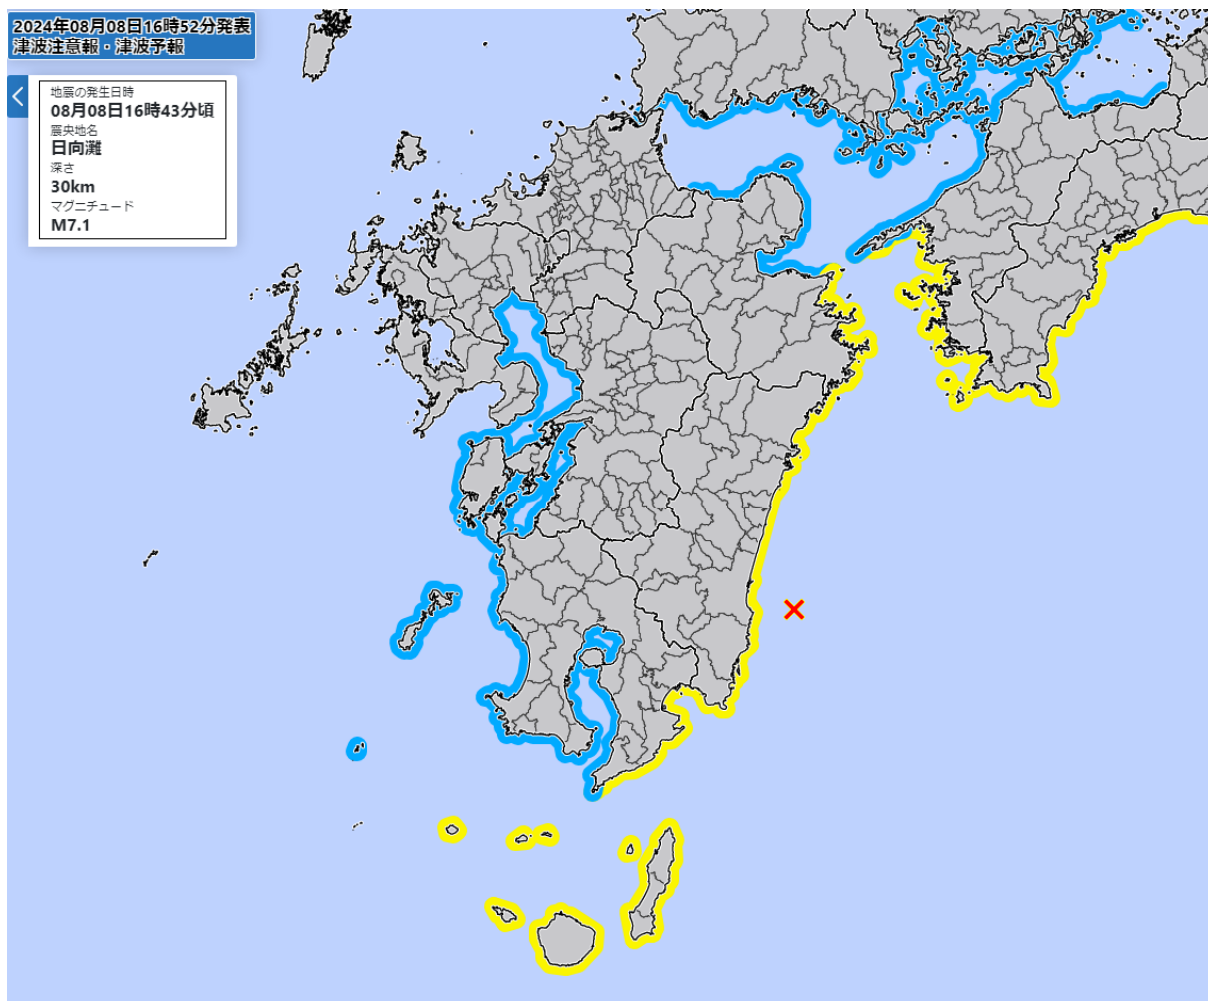 2024年08月08日16時52分発表
津波注意報・津波予報
地震の発生日時
08月08日16時43分頃
震央地名
日向灘
深さ
30km
マグニチュード
M7.1